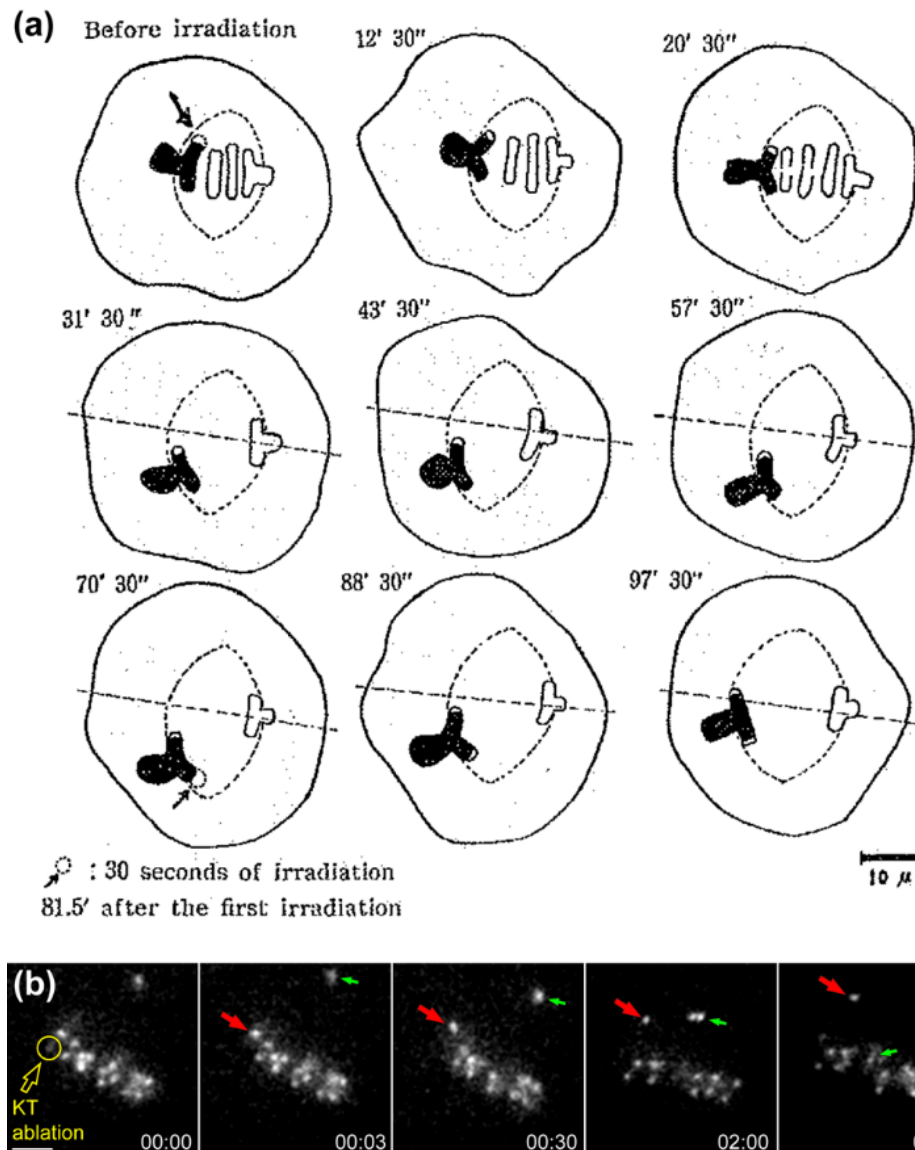 (a) Before irradiation
12' 30"
20' 30"
31' 30"
43' 30"
57' 30"
70' 30"
88' 30"
97' 30"
: 30 seconds of irradiation
81.5' after the first irradiation
10 μ
(b)
KT
ablation
00:00
00:03
00:30
02:00